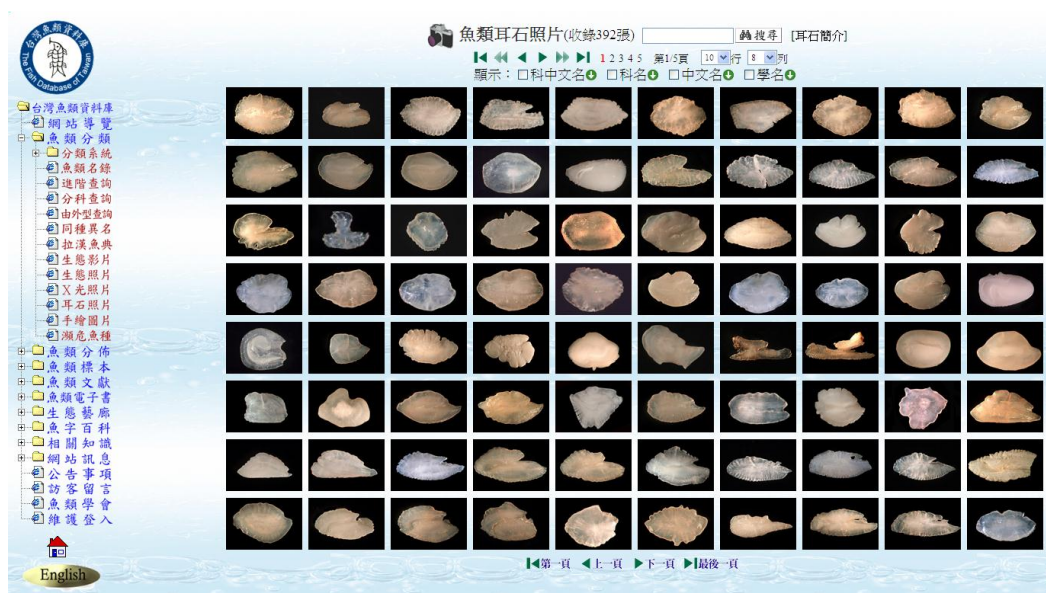 台灣魚類資料庫
The Fish Database of Taiwan
魚類耳石照片(收錄392張) 搜尋 [耳石簡介]
1 2 3 4 5 第1/5頁 10 行 8 列
顯示：科中文名 科名 中文名 學名
台灣魚類資料庫
網站導覽
魚類分類
分類系統
魚類名錄
進階查詢
分科查詢
由外型查詢
同種異名
拉漢魚典
生態影片
生態照片
X光照片
耳石照片
手繪圖片
瀕危魚種
魚類分佈
魚類標本
魚類文獻
魚類電子書
生態藝廊
魚字百科
相關知識
網站訊息
公告事項
訪客留言
魚類學會
維護登入
English
第一頁 上一頁 下一頁 最後一頁